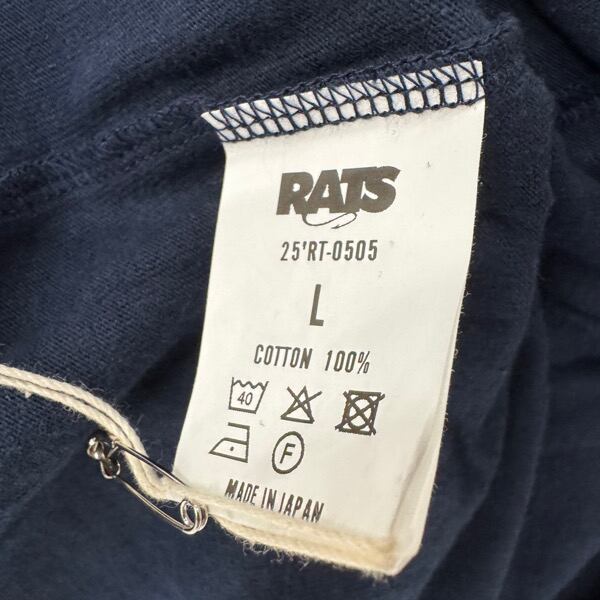 RATS
25'RT-0505
L
COTTON 100%
40
F
MADE IN JAPAN